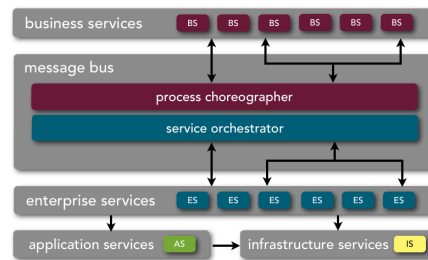 business services BS BS BS BS BS BS
message bus
process choreographer
service orchestrator
enterprise services ES ES ES ES ES ES
application services AS infrastructure services IS